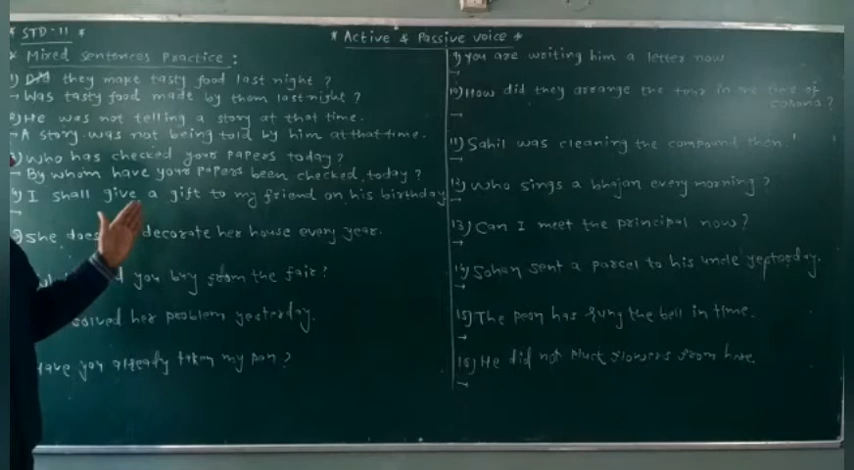 * STD-11 *
* Active & Passive voice *
* Mixed sentences Practice :
1) Did they make tasty food last night ?
→ Was tasty food made by them last night ?
2) He was not telling a story at that time.
→ A story was not being told by him at that time.
) Who has checked your papers today ?
→ By whom have your papers been checked today ?
4) I shall give a gift to my friend on his birthday
→
) She does decorate her house every year.
you buy from the fair ?
solved her problem yesterday.
Have you already taken my pen ?
9) you are writing him a letter now
→
10) How did they arrange the tour in the time of
corona ?
→
11) Sahil was cleaning the compound then.
→
12) Who sings a bhajan every morning ?
→
13) Can I meet the principal now ?
→
14) Sohan sent a parcel to his uncle yesterday.
→
15) The peon has rung the bell in time.
→
16) He did not pluck flowers from here.
→